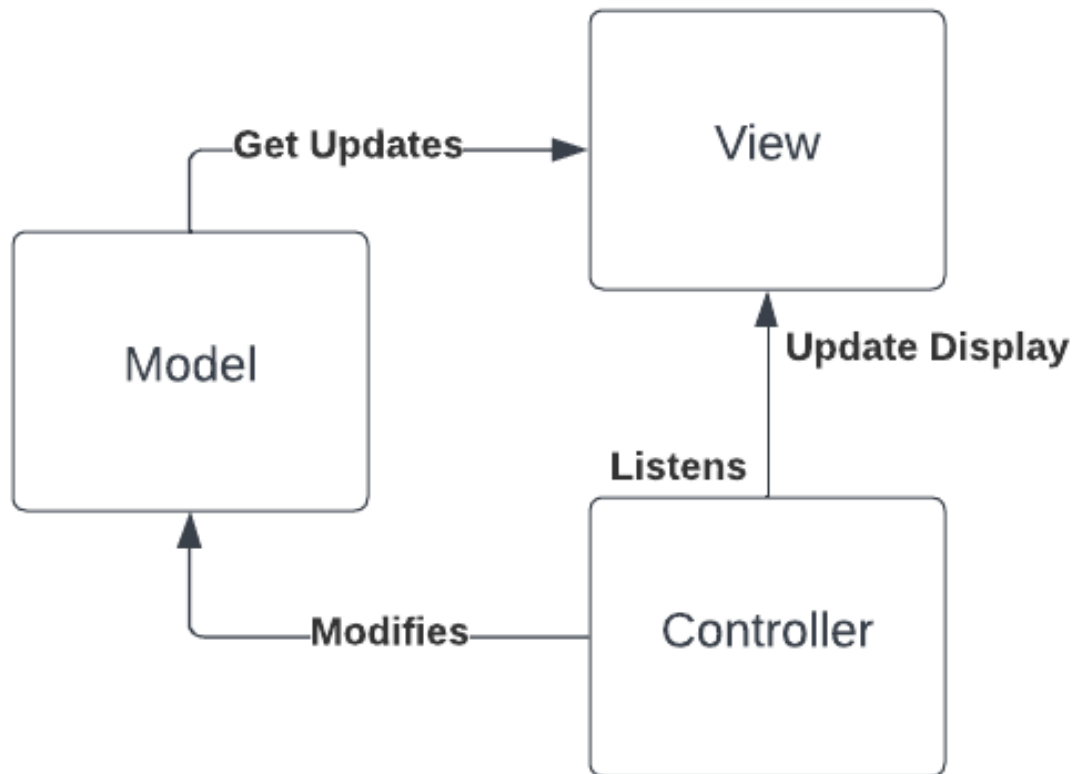 Get Updates
View
Model
Update Display
Listens
Modifies
Controller